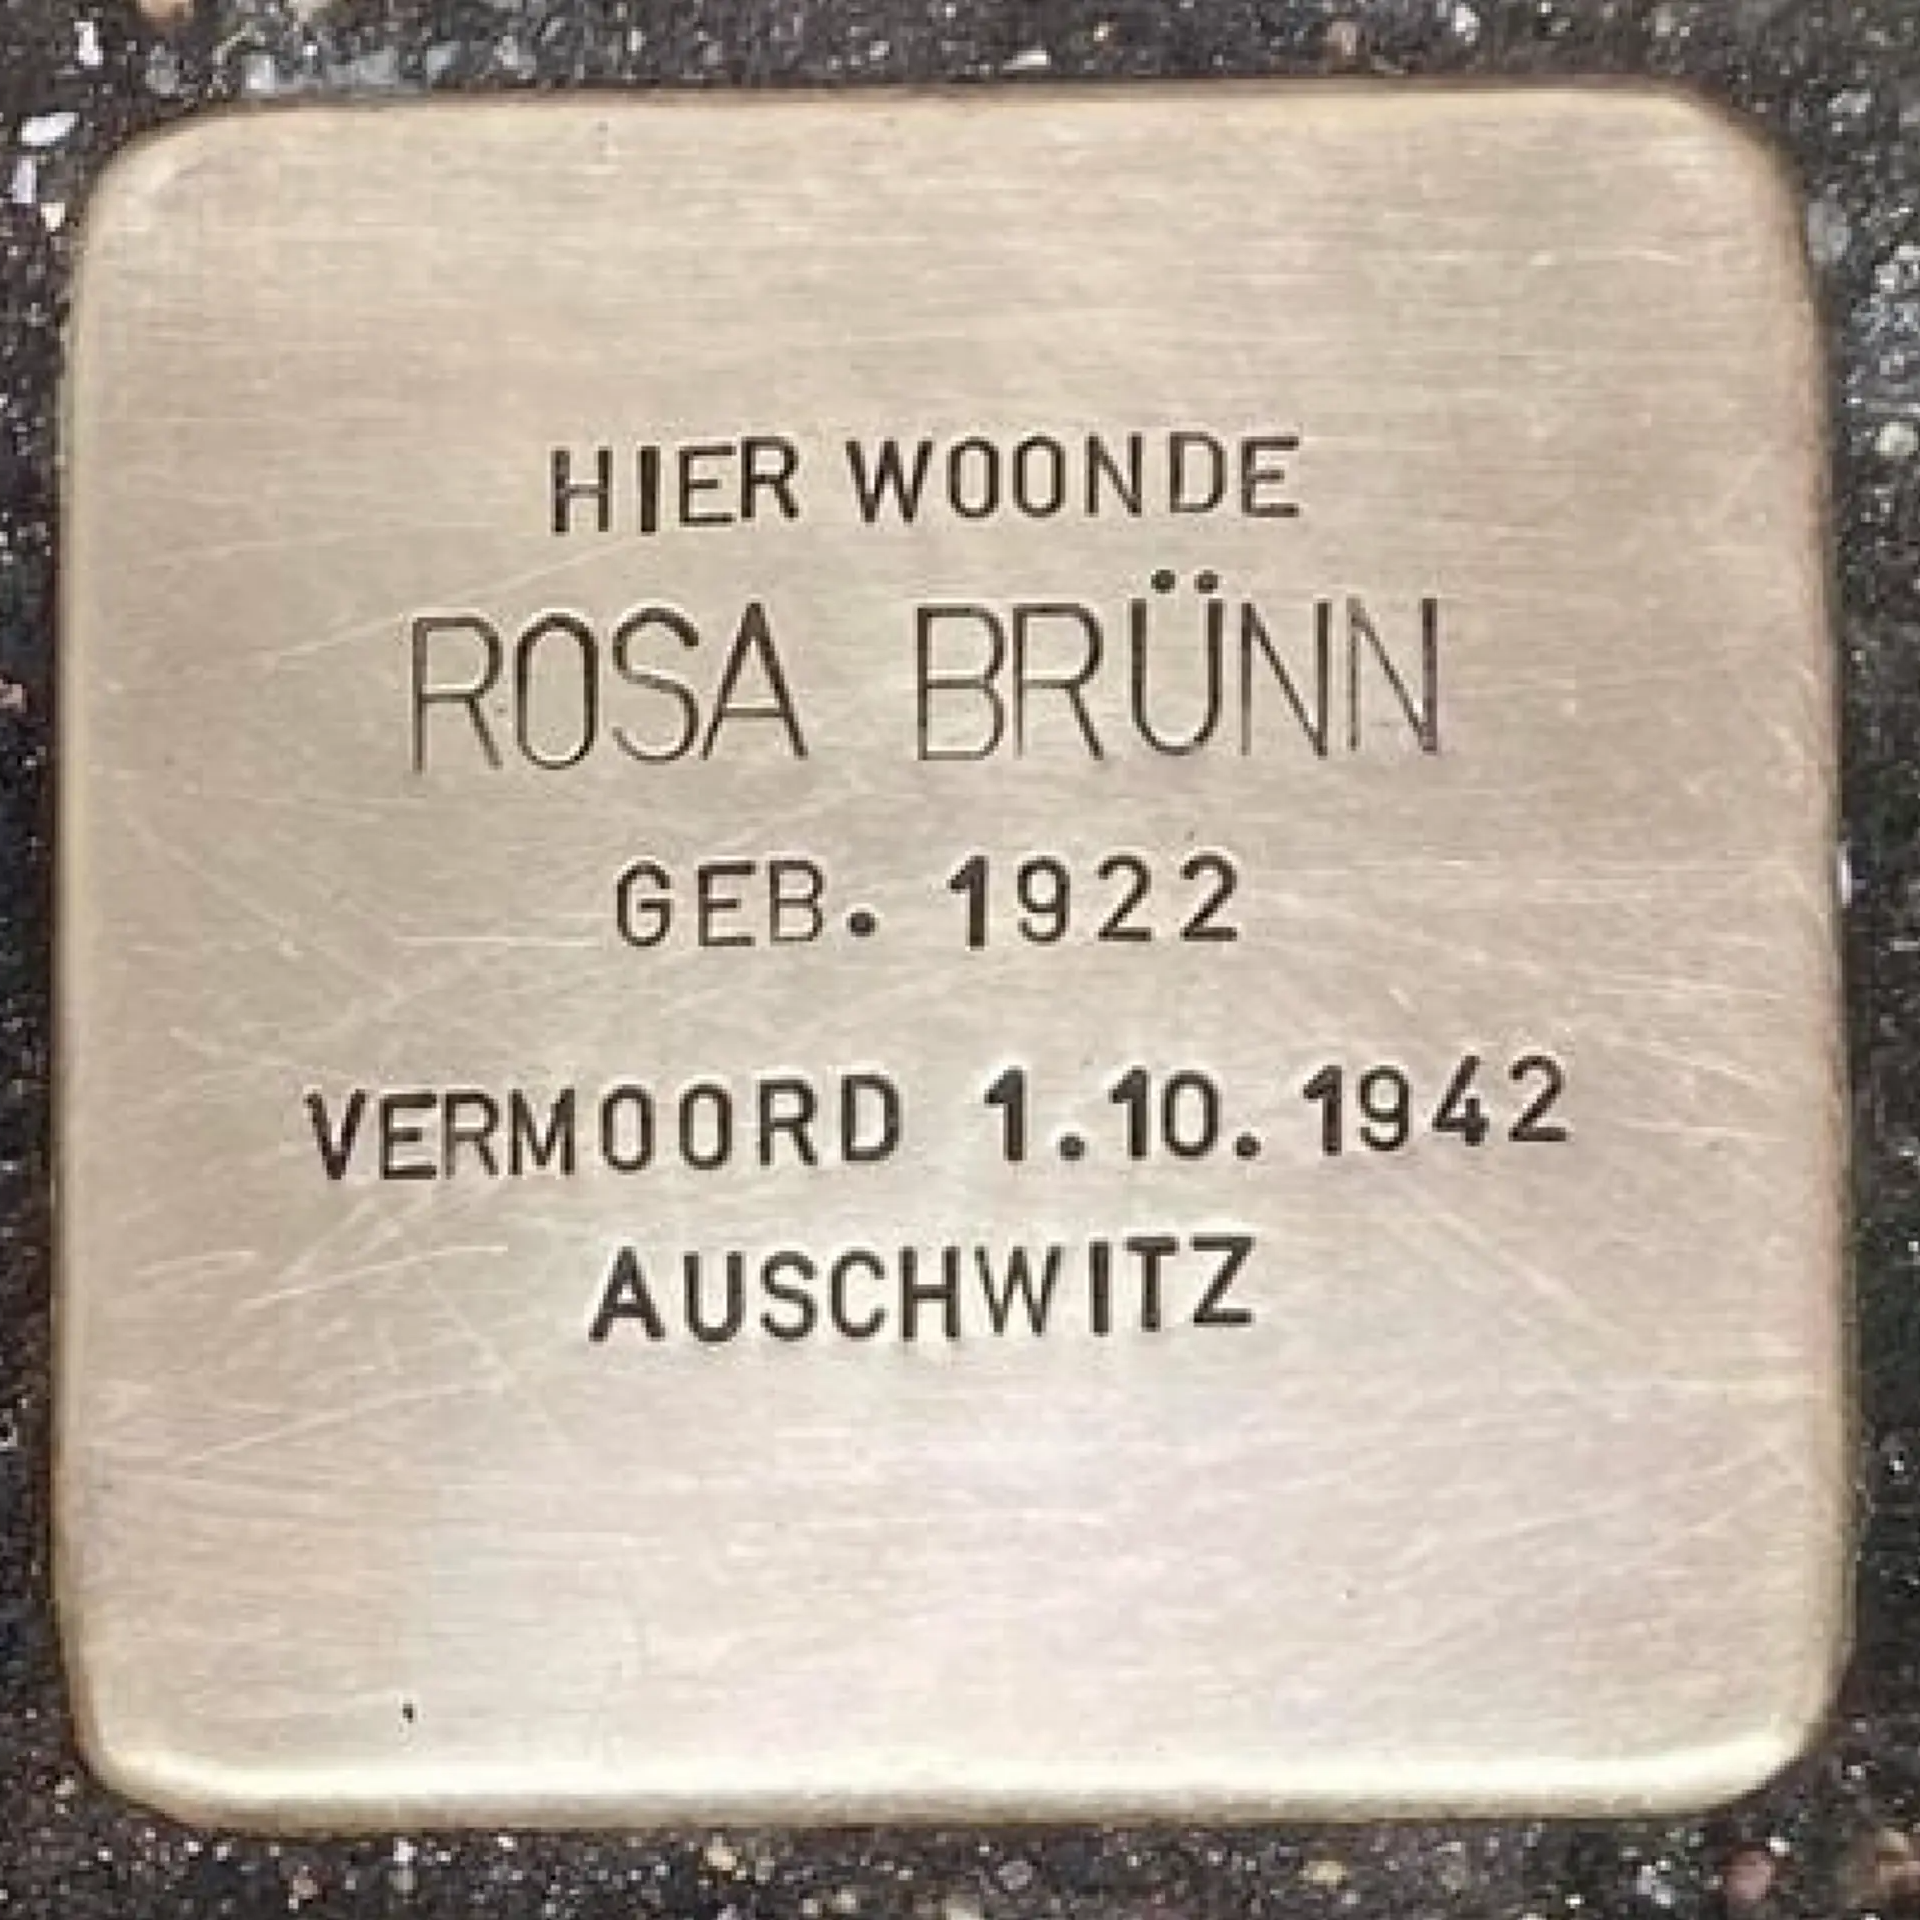 HIER WOONDE
ROSA BRÜNN
GEB. 1922
VERMOORD 1.10.1942
AUSCHWITZ